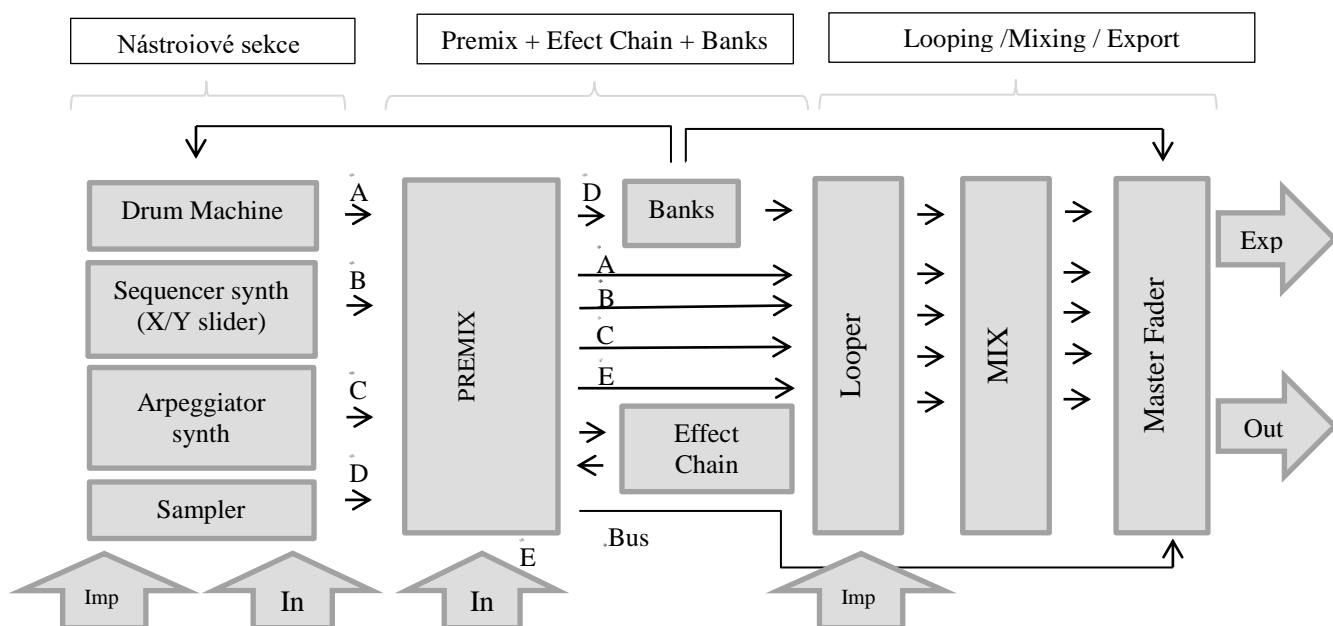 Nástrojové sekce
Premix + Efect Chain + Banks
Looping /Mixing / Export
A
D
Drum Machine
Banks
Exp
A
Sequencer synth
(X/Y slider)
B
B
PREMIX
C
Looper
MIX
Master Fader
E
Arpeggiator
synth
C
Effect
Chain
Out
D
Sampler
.Bus
E
Imp
In
In
Imp